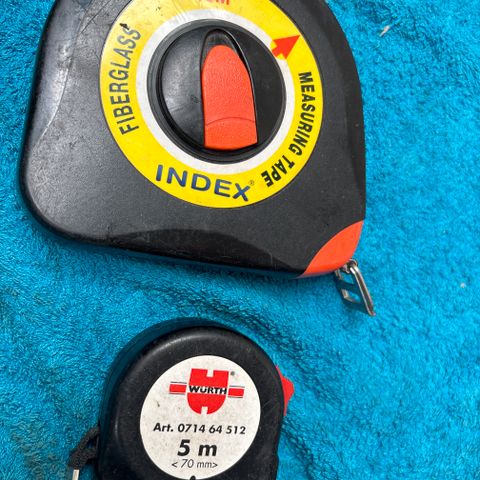 FIBERGLASS
MEASURING TAPE
INDEX®
WÜRTH
Art. 0714 64 512
5 m
< 70 mm >